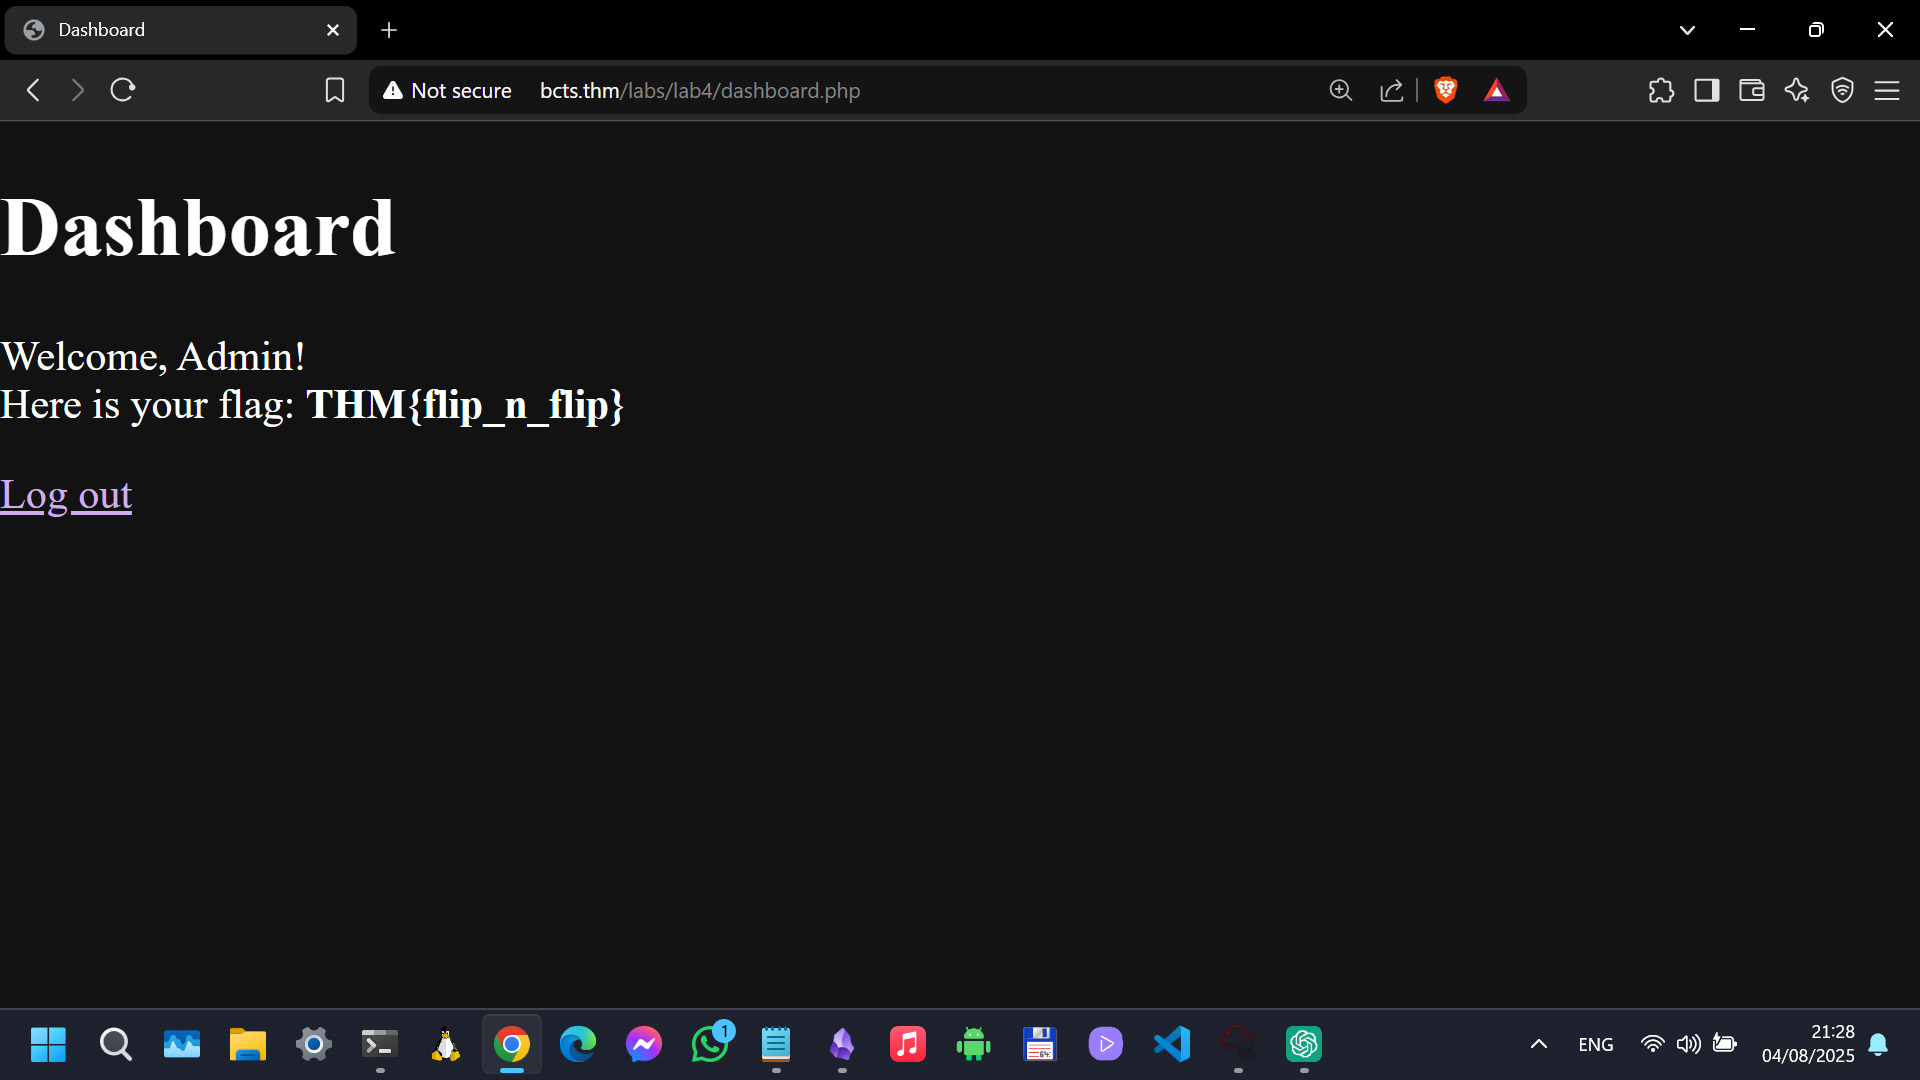 Dashboard
Not secure bcts.thm/labs/lab4/dashboard.php
Dashboard
Welcome, Admin!
Here is your flag: THM{flip_n_flip}
Log out
1
64
ENG
21:28
04/08/2025